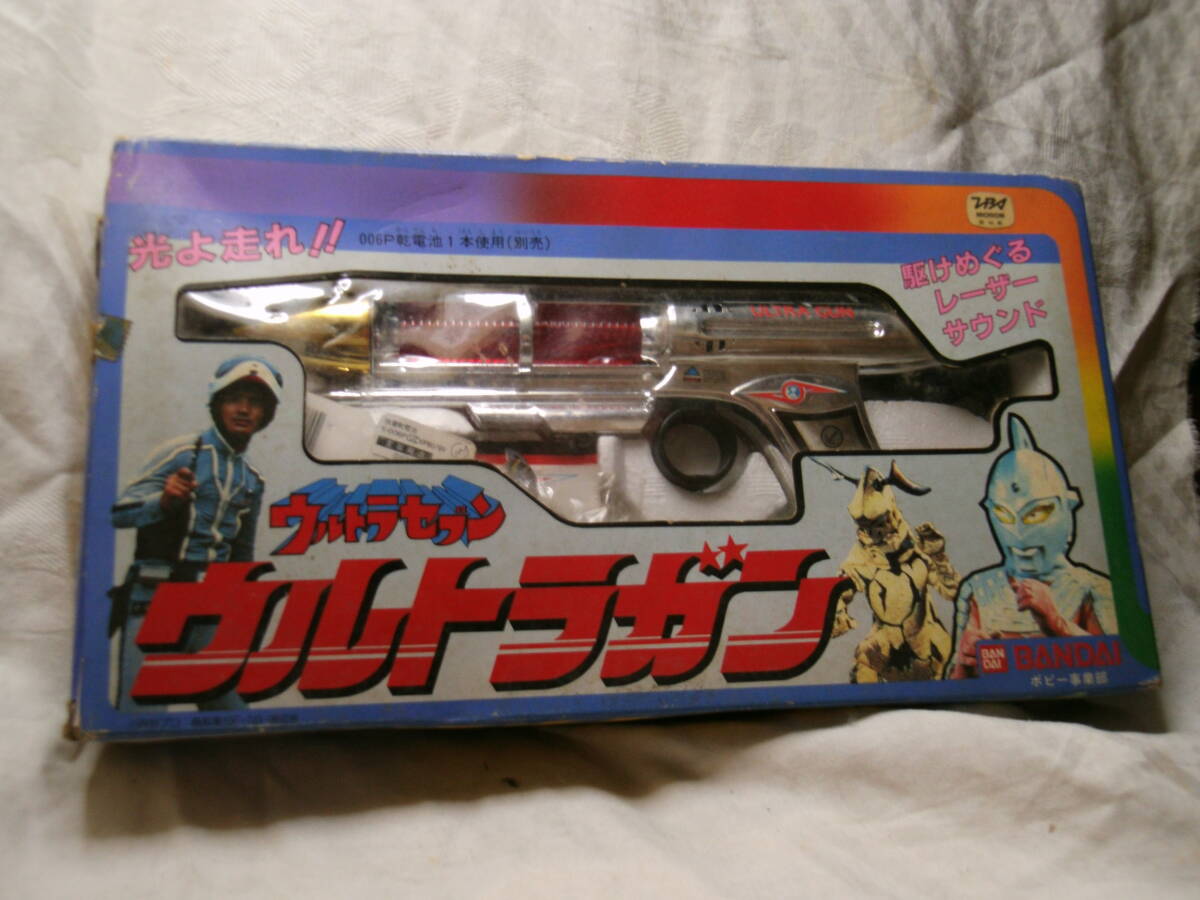 光よ走れ!!
006P乾電池1本使用(別売)
駆けめぐる
レーザー
サウンド
ULTRA GUN
ウルトラセブン
ウルトラガン
BAN
DAI
BANDAI
ポピー事業部